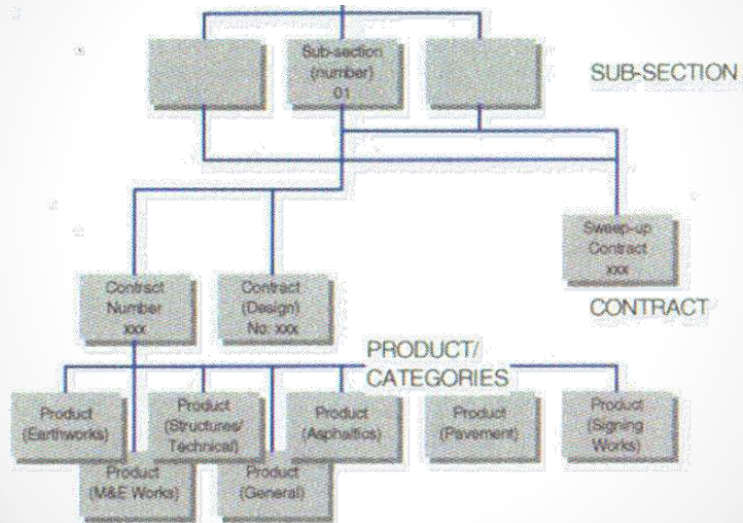 Sub-section
(number)
01
SUB-SECTION
Sweep-up
Contract
xxx
CONTRACT
Contract
Number
xxx
Contract
(Design)
No. xxx
PRODUCT/
CATEGORIES
Product
(Earthworks)
Product
(Structures/
Technical)
Product
(Asphaltics)
Product
(Pavement)
Product
(Signing
Works)
Product
(M&E Works)
Product
(General)